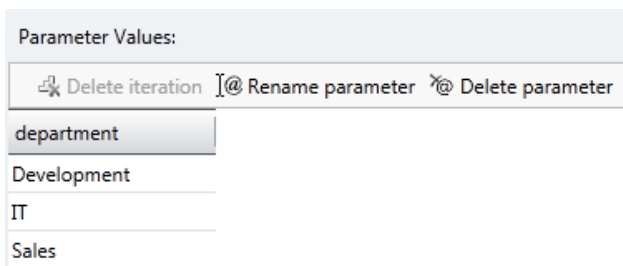 Parameter Values:
Delete iteration @ Rename parameter @ Delete parameter
department
Development
IT
Sales